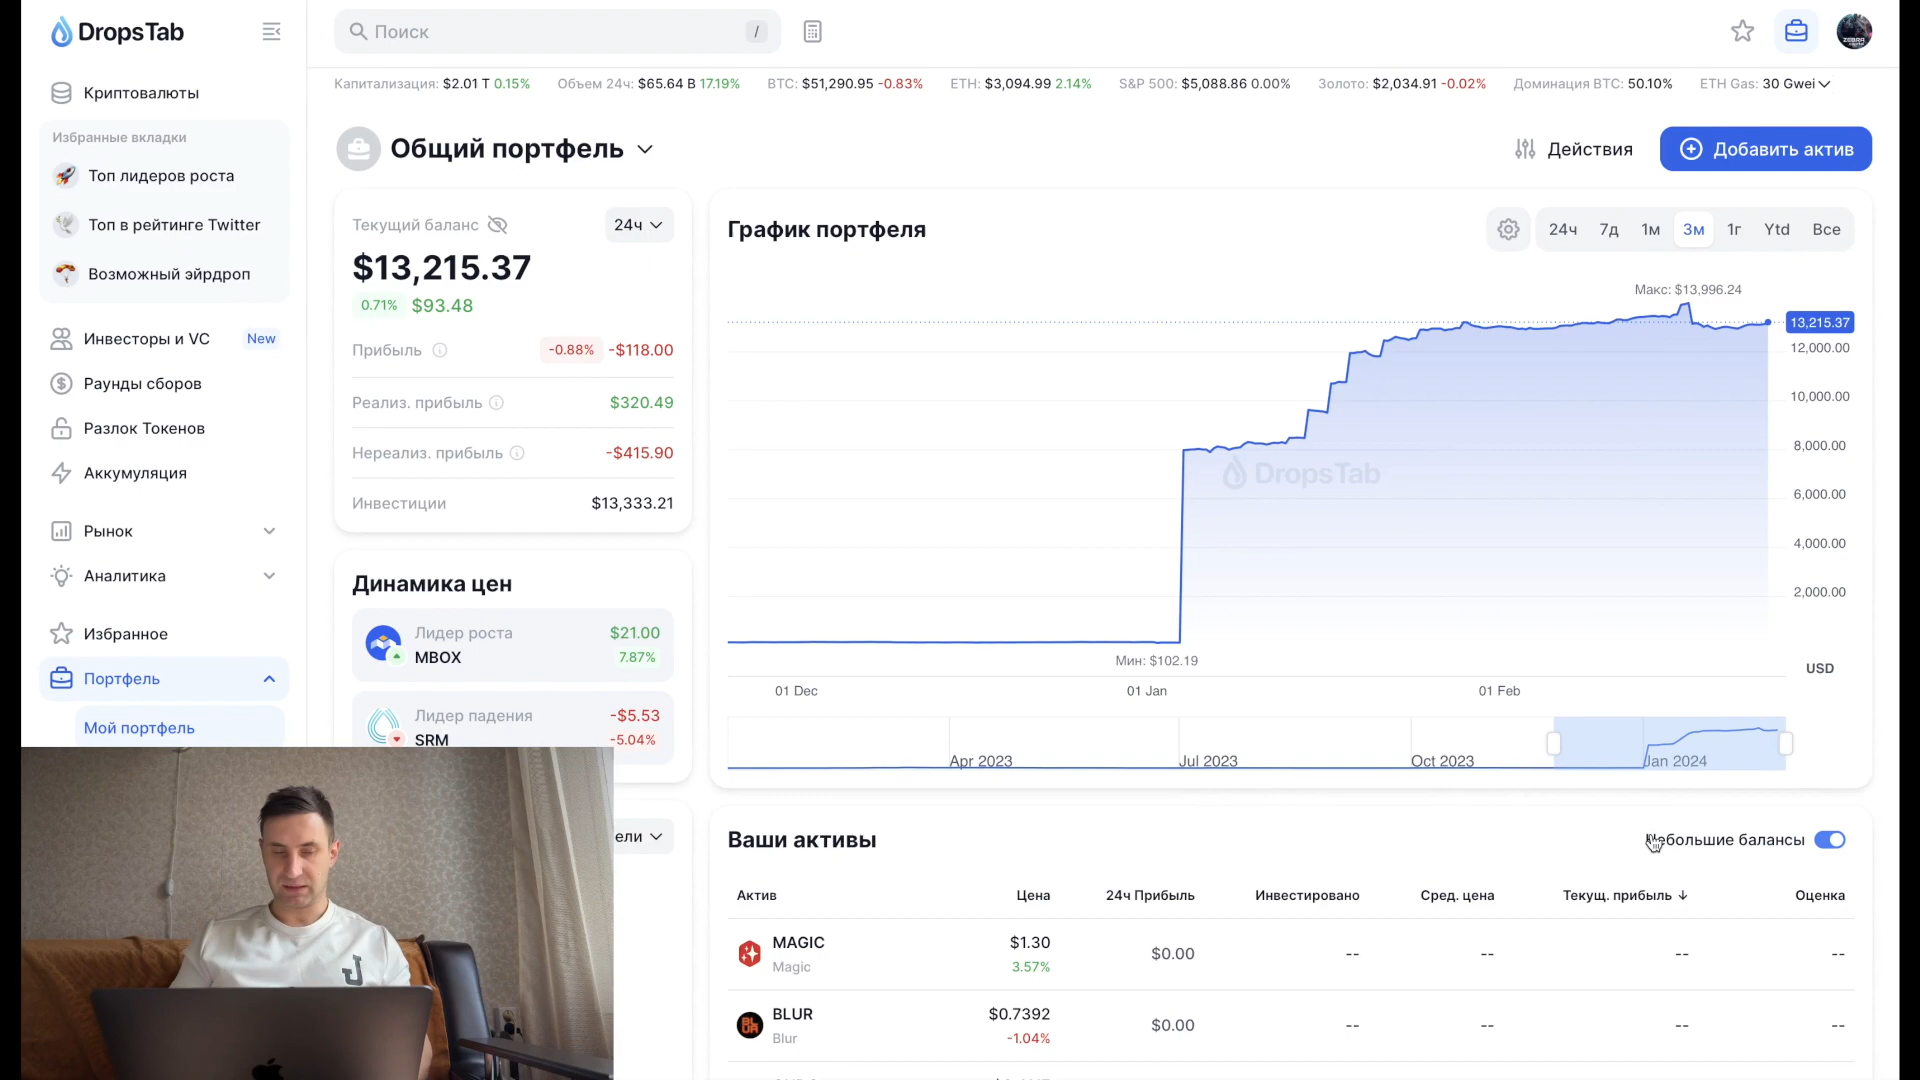 DropsTab
Поиск
/
Капитализация: $2.01 T 0.15%
Объем 24ч: $65.64 B 17.19%
BTC: $51,290.95 -0.83%
ETH: $3,094.99 2.14%
S&P 500: $5,088.86 0.00%
Золото: $2,034.91 -0.02%
Доминация BTC: 50.10%
ETH Gas: 30 Gwei
Криптовалюты
Избранные вкладки
Топ лидеров роста
Топ в рейтинге Twitter
Возможный эйрдроп
Инвесторы и VC
New
Раунды сборов
Разлок Токенов
Аккумуляция
Рынок
Аналитика
Избранное
Портфель
Мой портфель
Общий портфель
Действия
Добавить актив
Текущий баланс
24ч
$13,215.37
0.71% $93.48
Прибыль -0.88% -$118.00
Реализ. прибыль $320.49
Нереализ. прибыль -$415.90
Инвестиции $13,333.21
Динамика цен
Лидер роста $21.00
MBOX 7.87%
Лидер падения -$5.53
SRM -5.04%
ели
График портфеля
24ч 7д 1м 3м 1г Ytd Все
Макс: $13,996.24
13,215.37
12,000.00
10,000.00
8,000.00
DropsTab
6,000.00
4,000.00
2,000.00
Мин: $102.19
USD
01 Dec 01 Jan 01 Feb
Apr 2023 Jul 2023 Oct 2023 Jan 2024
Ваши активы
ебольшие балансы
Актив Цена 24ч Прибыль Инвестировано Сред. цена Текущ. прибыль ↓ Оценка
MAGIC $1.30 $0.00 -- -- -- --
Magic 3.57%
BLUR $0.7392 $0.00 -- -- -- --
Blur -1.04%